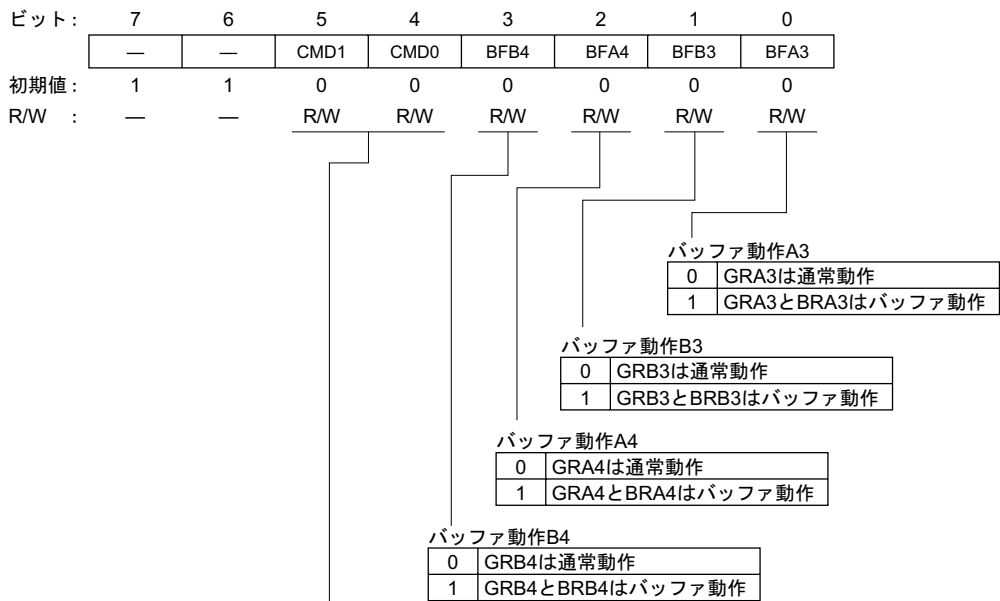 ビット: 7 6 5 4 3 2 1 0
— — CMD1 CMD0 BFB4 BFA4 BFB3 BFA3
初期値: 1 1 0 0 0 0 0 0
R/W : — — R/W R/W R/W R/W R/W R/W
バッファ動作A3
0 GRA3は通常動作
1 GRA3とBRA3はバッファ動作
バッファ動作B3
0 GRB3は通常動作
1 GRB3とBRB3はバッファ動作
バッファ動作A4
0 GRA4は通常動作
1 GRA4とBRA4はバッファ動作
バッファ動作B4
0 GRB4は通常動作
1 GRB4とBRB4はバッファ動作